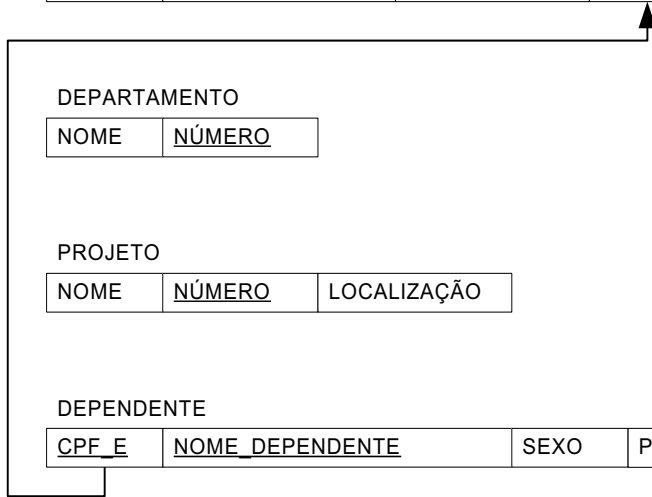 DEPARTAMENTO
NOME NÚMERO
PROJETO
NOME NÚMERO LOCALIZAÇÃO
DEPENDENTE
CPF_E NOME_DEPENDENTE SEXO P